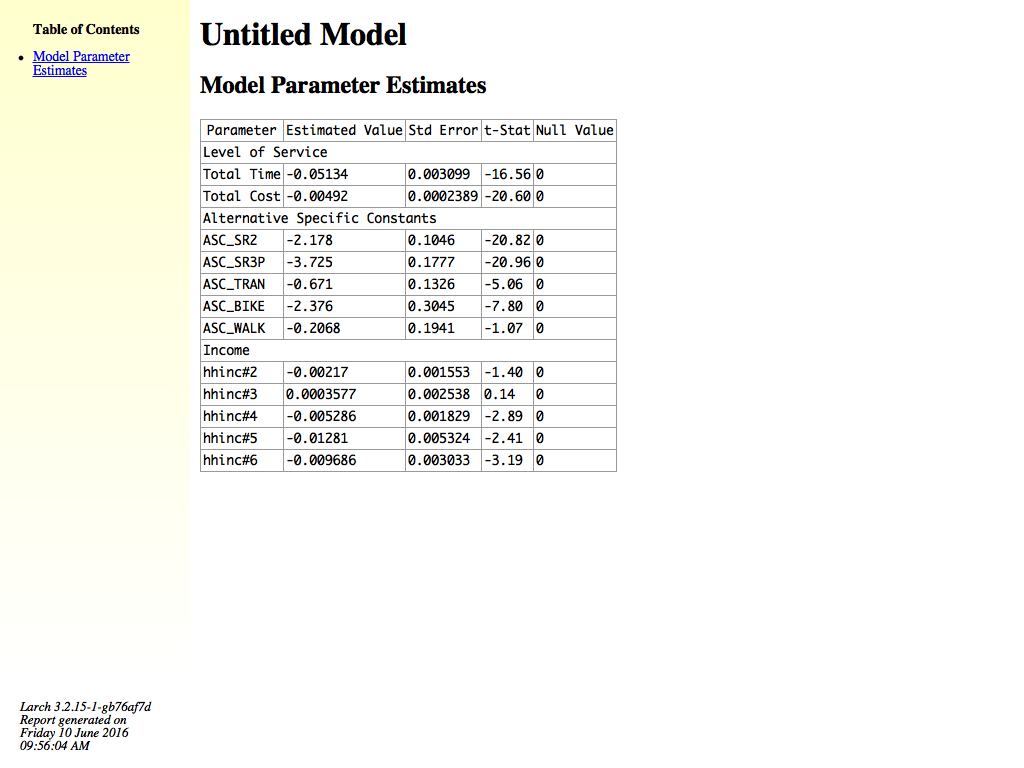 Table of Contents
• Model Parameter
Estimates
Untitled Model
Model Parameter Estimates
Parameter Estimated Value Std Error t-Stat Null Value
Level of Service
Total Time -0.05134 0.003099 -16.56 0
Total Cost -0.00492 0.0002389 -20.60 0
Alternative Specific Constants
ASC_SR2 -2.178 0.1046 -20.82 0
ASC_SR3P -3.725 0.1777 -20.96 0
ASC_TRAN -0.671 0.1326 -5.06 0
ASC_BIKE -2.376 0.3045 -7.80 0
ASC_WALK -0.2068 0.1941 -1.07 0
Income
hhinc#2 -0.00217 0.001553 -1.40 0
hhinc#3 0.0003577 0.002538 0.14 0
hhinc#4 -0.005286 0.001829 -2.89 0
hhinc#5 -0.01281 0.005324 -2.41 0
hhinc#6 -0.009686 0.003033 -3.19 0
Larch 3.2.15-1-gb76af7d
Report generated on
Friday 10 June 2016
09:56:04 AM